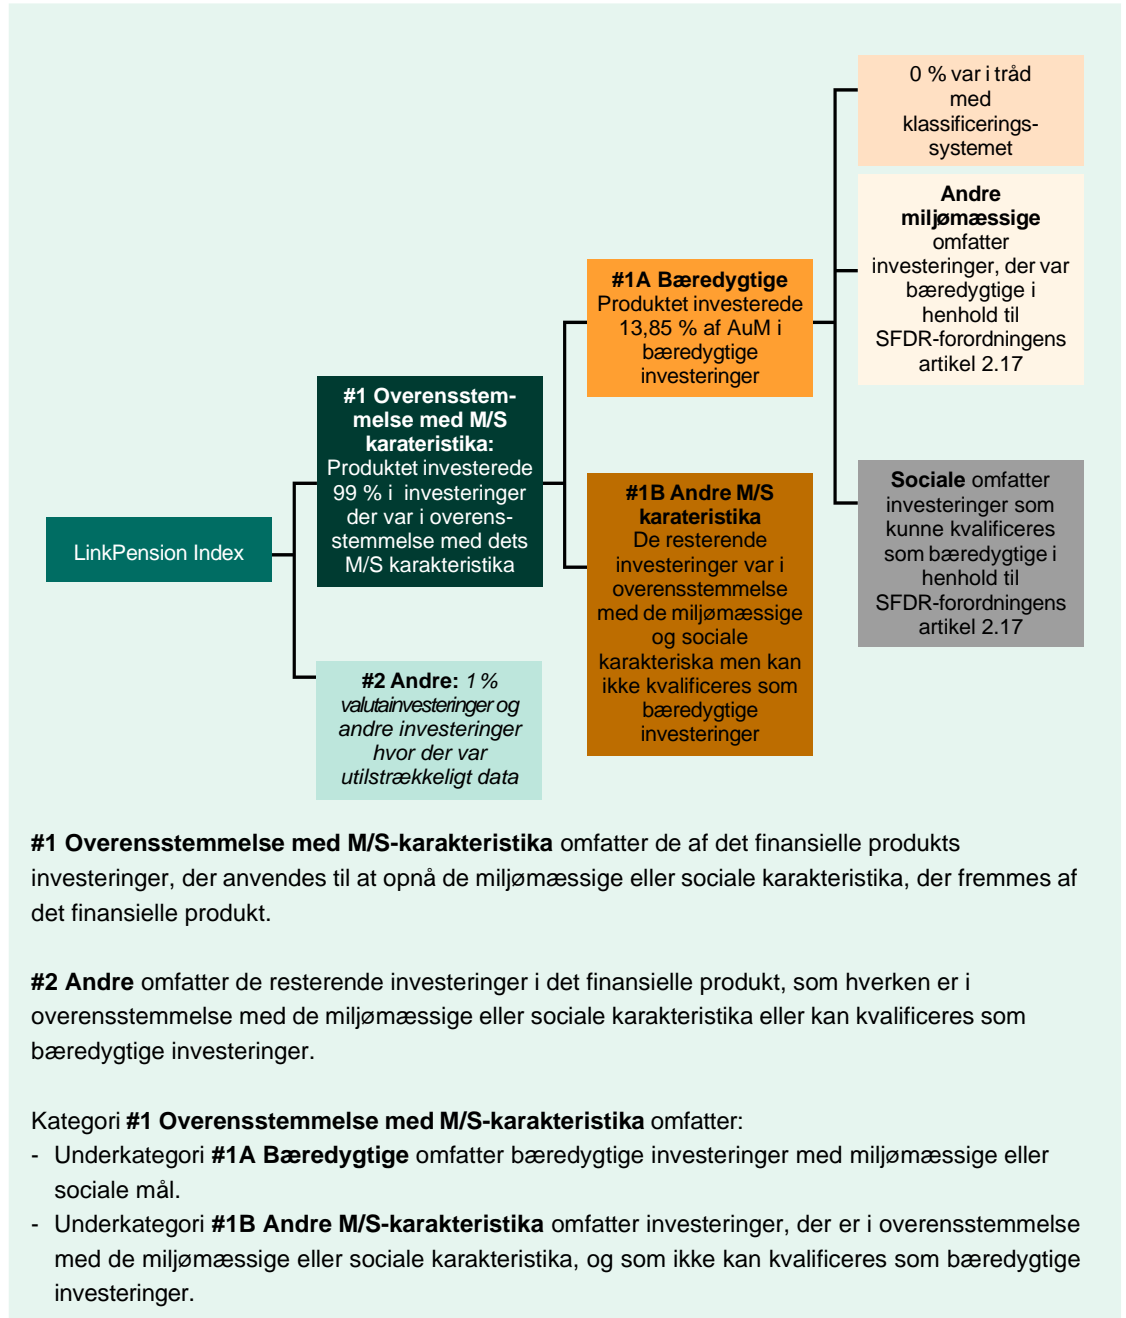 LinkPension Index
#1 Overensstem-
melse med M/S
karateristika:
Produktet investerede
99 % i investeringer
der var i overens-
stemmelse med dets
M/S karakteristika
#2 Andre: 1 %
valutainvesteringer og
andre investeringer
hvor der var
utilstrækkeligt data
#1A Bæredygtige
Produktet investerede
13,85 % af AuM i
bæredygtige
investeringer
#1B Andre M/S
karateristika
De resterende
investeringer var i
overensstemmelse
med de miljømæssige
og sociale
karakteriska men kan
ikke kvalificeres som
bæredygtige
investeringer
0 % var i tråd
med
klassificerings-
systemet
Andre
miljømæssige
omfatter
investeringer, der var
bæredygtige i
henhold til
SFDR-forordningens
artikel 2.17
Sociale omfatter
investeringer som
kunne kvalificeres
som bæredygtige i
henhold til
SFDR-forordningens
artikel 2.17
#1 Overensstemmelse med M/S-karakteristika omfatter de af det finansielle produkts
investeringer, der anvendes til at opnå de miljømæssige eller sociale karakteristika, der fremmes af
det finansielle produkt.
#2 Andre omfatter de resterende investeringer i det finansielle produkt, som hverken er i
overensstemmelse med de miljømæssige eller sociale karakteristika eller kan kvalificeres som
bæredygtige investeringer.
Kategori #1 Overensstemmelse med M/S-karakteristika omfatter:
- Underkategori #1A Bæredygtige omfatter bæredygtige investeringer med miljømæssige eller
sociale mål.
- Underkategori #1B Andre M/S-karakteristika omfatter investeringer, der er i overensstemmelse
med de miljømæssige eller sociale karakteristika, og som ikke kan kvalificeres som bæredygtige
investeringer.